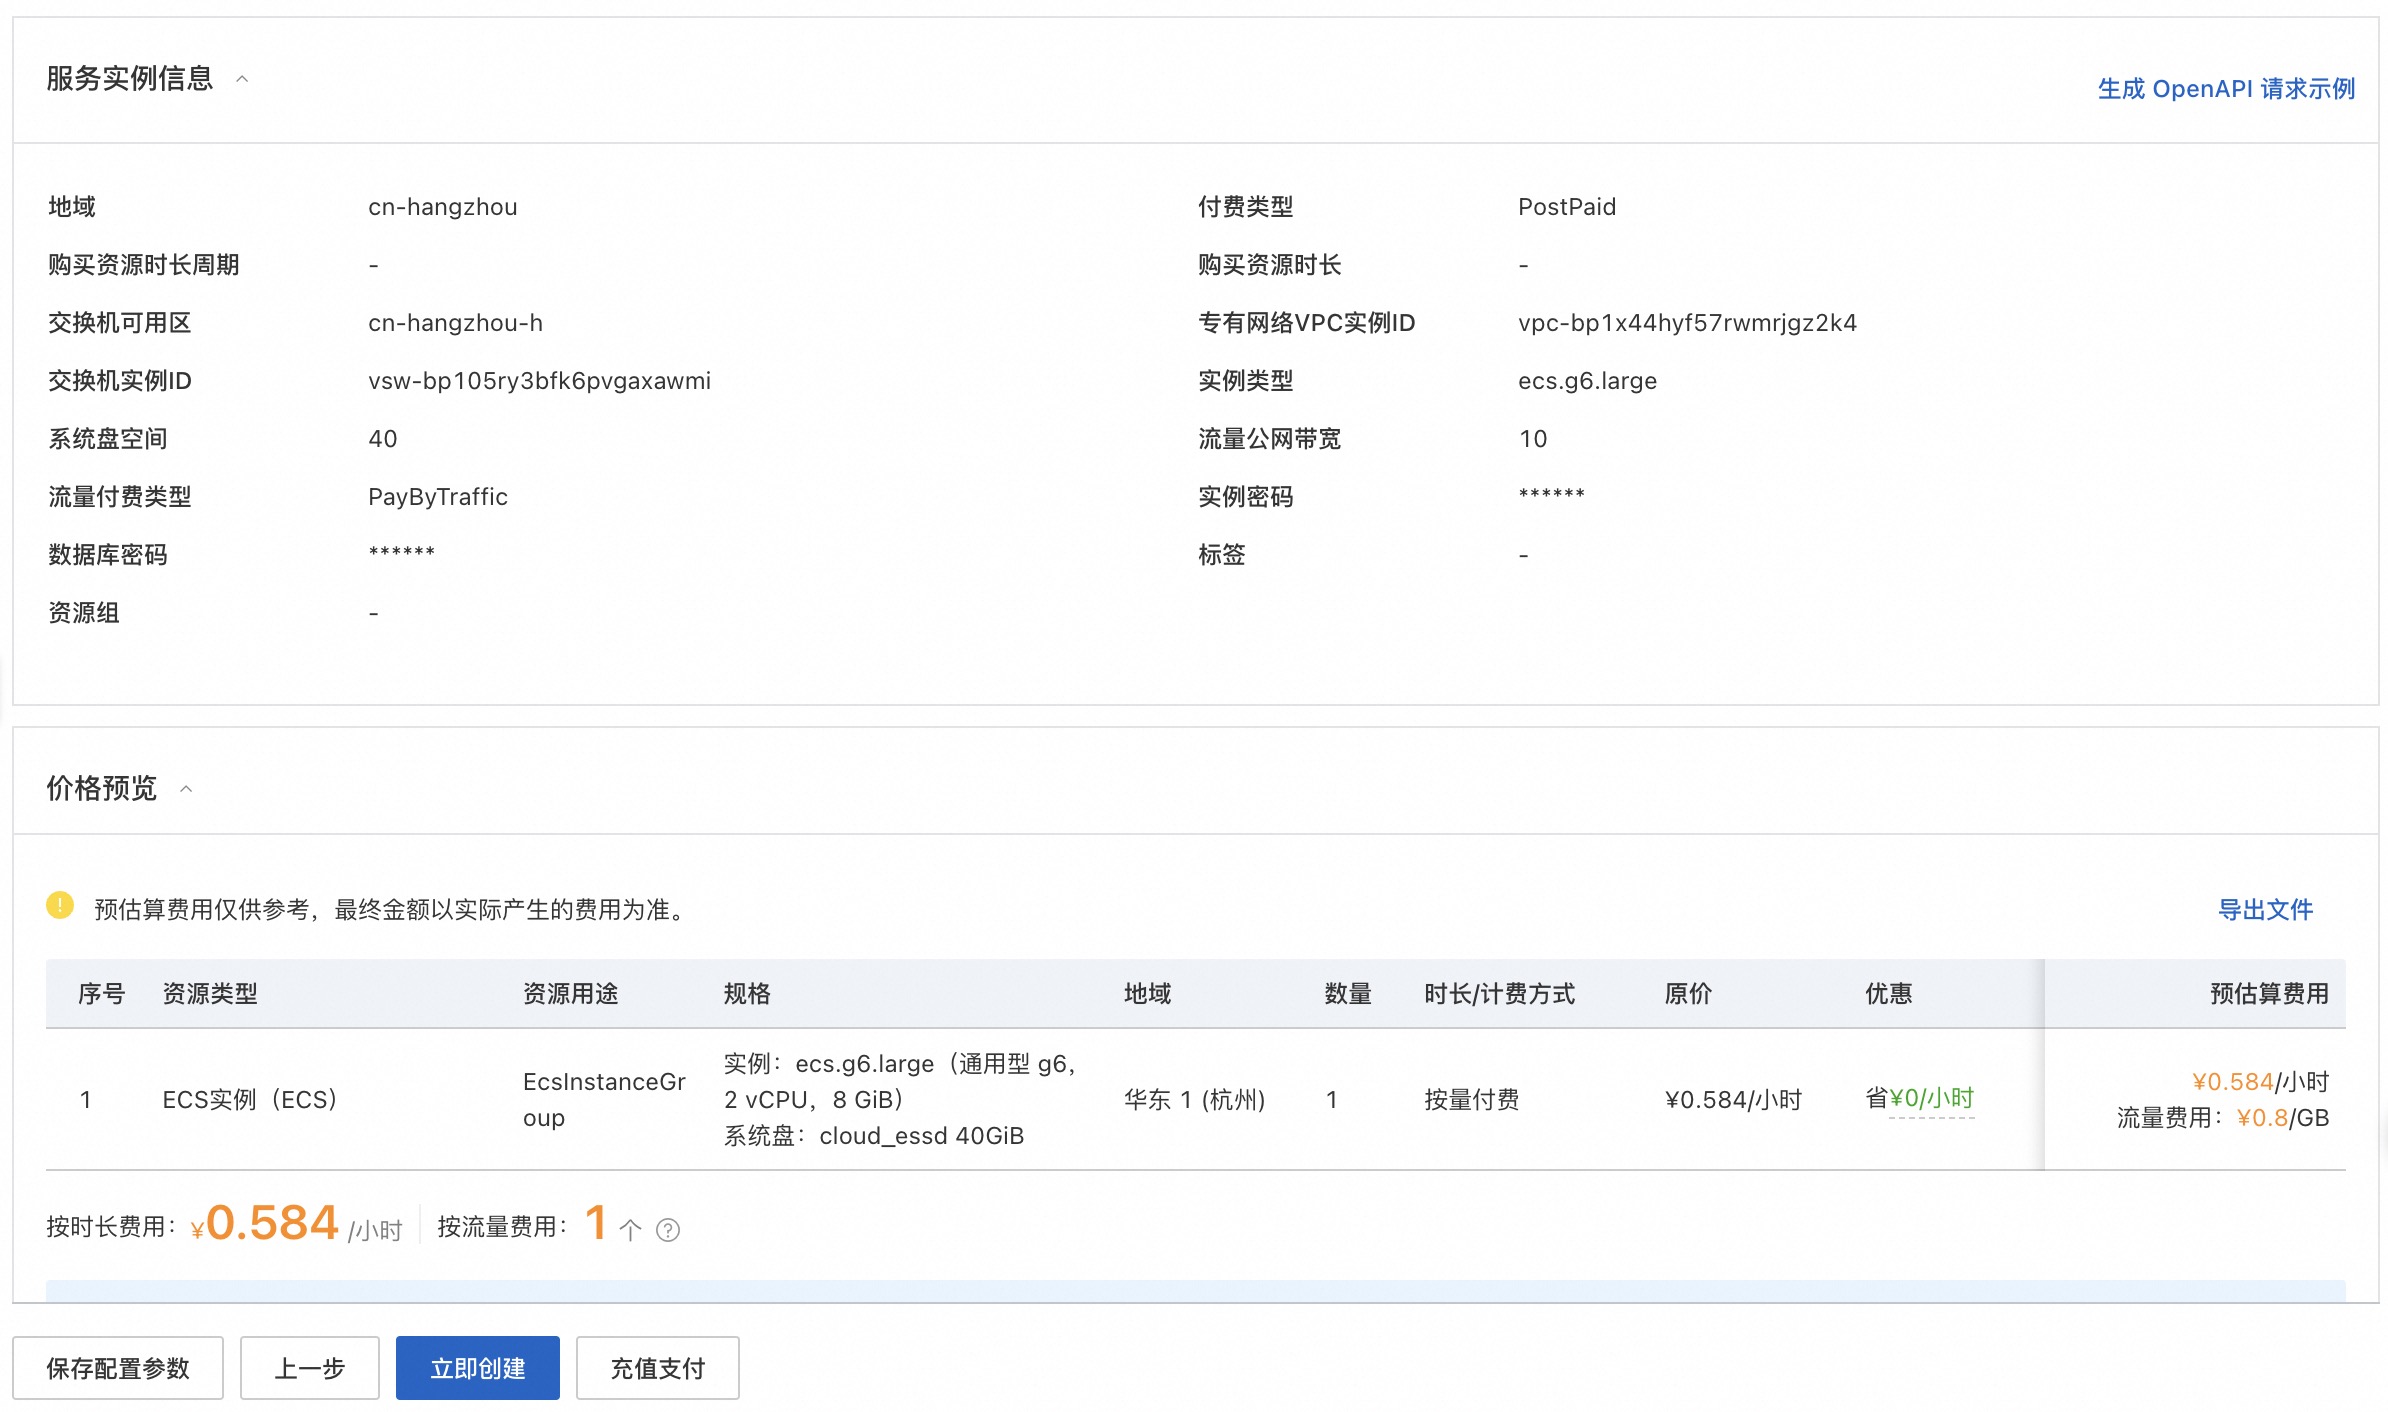 服务实例信息
生成 OpenAPI 请求示例
地域 cn-hangzhou 付费类型 PostPaid
购买资源时长周期 - 购买资源时长 -
交换机可用区 cn-hangzhou-h 专有网络VPC实例ID vpc-bp1x44hyf57rwmrjgz2k4
交换机实例ID vsw-bp105ry3bfk6pvgaxawmi 实例类型 ecs.g6.large
系统盘空间 40 流量公网带宽 10
流量付费类型 PayByTraffic 实例密码 ******
数据库密码 ****** 标签 -
资源组 -
价格预览
! 预估算费用仅供参考，最终金额以实际产生的费用为准。 导出文件
序号 资源类型 资源用途 规格 地域 数量 时长/计费方式 原价 优惠 预估算费用
1 ECS实例（ECS）
EcsInstanceGr
oup
实例：ecs.g6.large（通用型 g6，
2 vCPU，8 GiB）
系统盘：cloud_essd 40GiB
华东 1 (杭州) 1 按量付费 ¥0.584/小时 省¥0/小时
¥0.584/小时
流量费用：¥0.8/GB
按时长费用：¥0.584 /小时 按流量费用：1 个 ?
保存配置参数 上一步 立即创建 充值支付